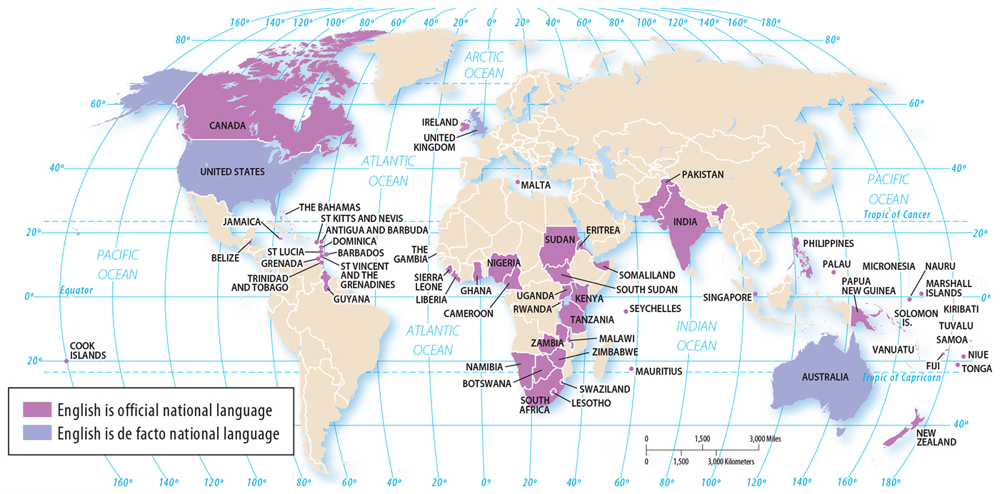 160° 140° 120° 100° 80° 60° 40° 20° 0° 20° 40° 60° 80° 100° 120° 140° 160° 180°
80°
80°
ARCTIC
OCEAN
60°
60°
CANADA
IRELAND
UNITED
KINGDOM
ATLANTIC
OCEAN
40°
40°
UNITED STATES
PAKISTAN
MALTA
PACIFIC
OCEAN
THE BAHAMAS
Tropic of Cancer
ST KITTS AND NEVIS
JAMAICA
INDIA
ANTIGUA AND BARBUDA
20°
20°
ERITREA
SUDAN
DOMINICA
PHILIPPINES
PACIFIC
OCEAN
BELIZE
ST LUCIA
BARBADOS
THE
GAMBIA
GRENADA
ST VINCENT
AND THE
GRENADINES
NIGERIA
PALAU
MICRONESIA
NAURU
SOMALILAND
TRINIDAD
AND TOBAGO
SIERRA
LEONE
PAPUA
NEW GUINEA
MARSHALL
ISLANDS
Equator
GHANA
SOUTH SUDAN
0°
0°
GUYANA
LIBERIA
UGANDA
KENYA
SINGAPORE
CAMEROON
RWANDA
SEYCHELLES
SOLOMON
IS.
KIRIBATI
TANZANIA
TUVALU
ATLANTIC
OCEAN
INDIAN
OCEAN
COOK
ISLANDS
ZAMBIA
MALAWI
SAMOA
ZIMBABWE
VANUATU
NIUE
20°
NAMIBIA
FIJI
TONGA
MAURITIUS
AUSTRALIA
Tropic of Capricorn
BOTSWANA
SWAZILAND
SOUTH
AFRICA
LESOTHO
English is official national language
English is de facto national language
40°
NEW
ZEALAND
0 1,500 3,000 Miles
0 1,500 3,000 Kilometers
160° 140° 120° 100° 80° 60° 40° 20° 0° 20° 40° 60° 80° 100° 120° 140° 160° 180°